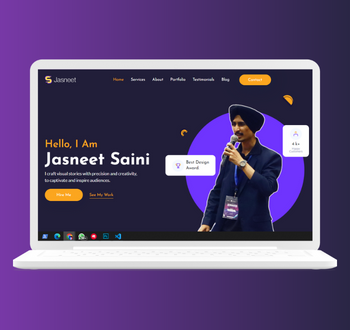 Jasneet
Home Services About Portfolio Testimonials Blog Contact
Hello, I Am
Jasneet Saini
I craft visual stories with precision and creativity,
to captivate and inspire audiences.
Hire Me See My Work
Best Design
Award